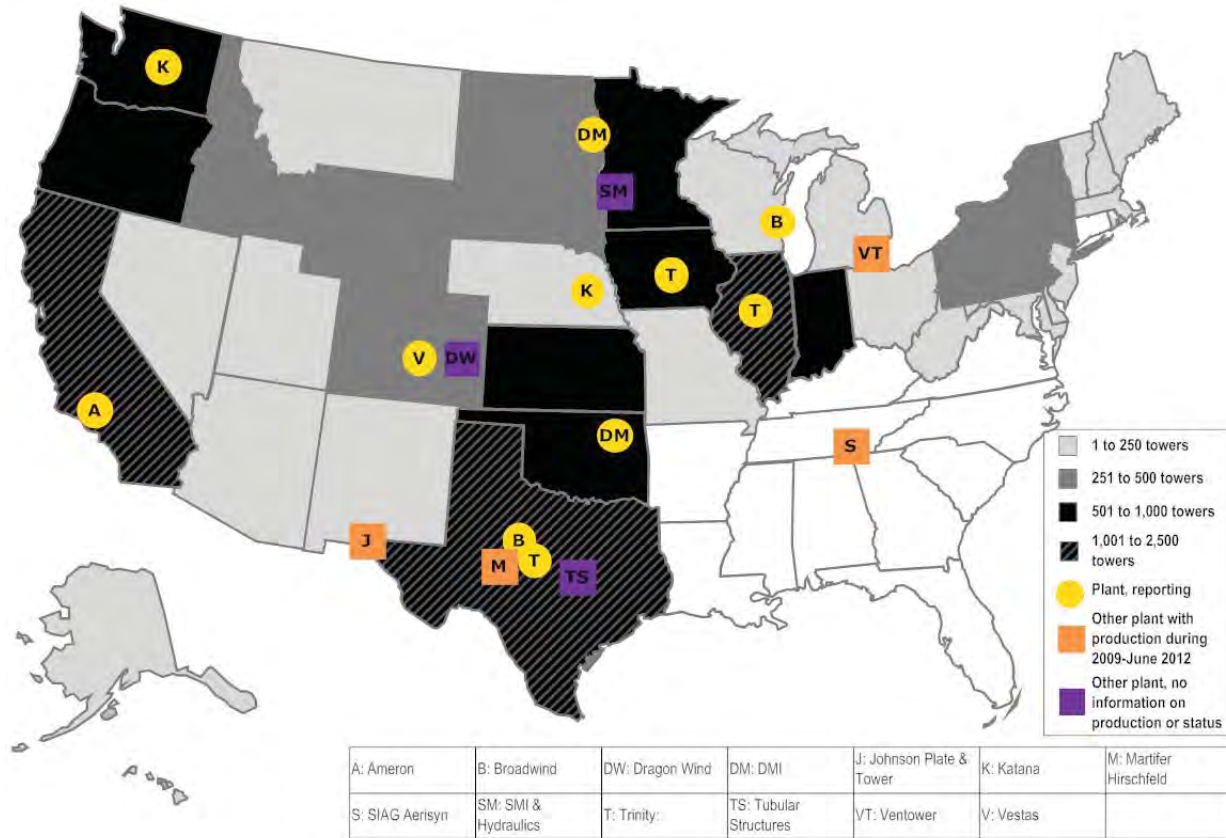 K
DM
SM
B
VT
T
K
T
V
DW
A
DM
S
J
B
M
T
TS
1 to 250 towers
251 to 500 towers
501 to 1,000 towers
1,001 to 2,500
towers
Plant, reporting
Other plant with
production during
2009-June 2012
Other plant, no
information on
production or status
A: Ameron
B: Broadwind
DW: Dragon Wind
DM: DMI
J: Johnson Plate &
Tower
K: Katana
M: Martifer
Hirschfeld
S: SIAG Aerisyn
SM: SMI &
Hydraulics
T: Trinity:
TS: Tubular
Structures
VT: Ventower
V: Vestas